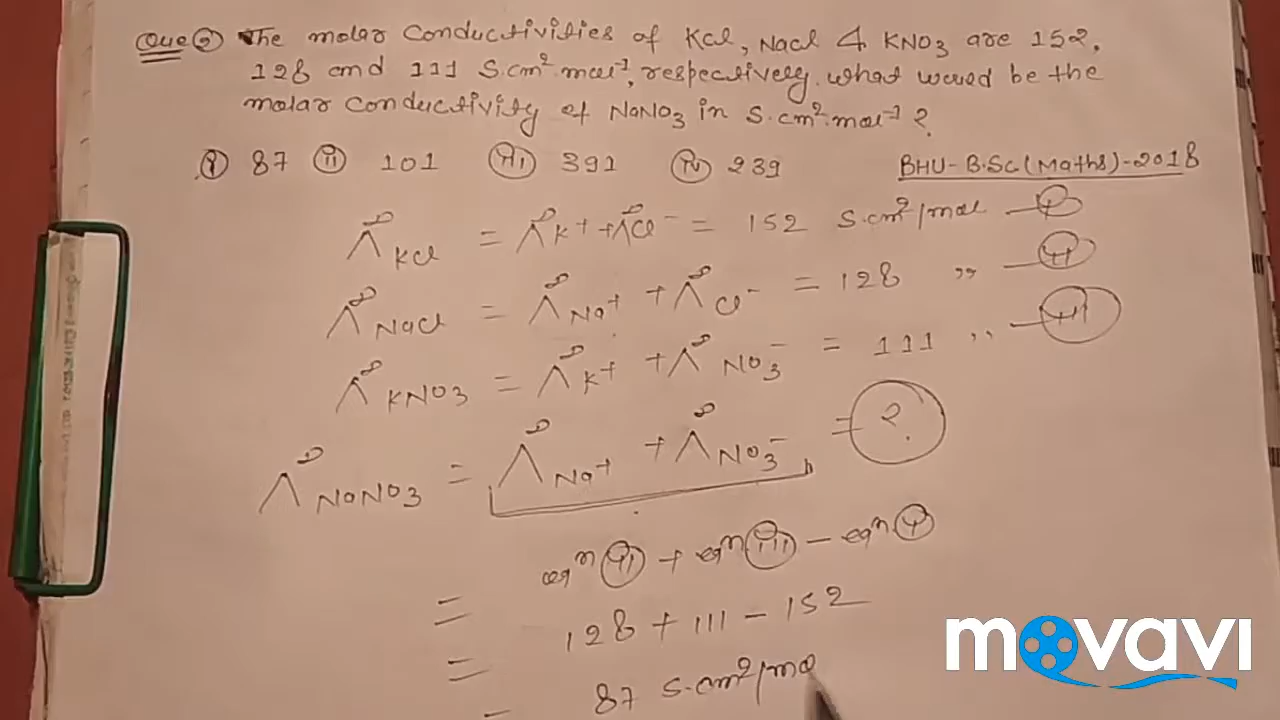 Que ② The molar conductivities of KCl, NaCl & KNO3 are 152,
128 and 111 S.cm².mol⁻¹, respectively. what would be the
molar conductivity of NaNO3 in S.cm².mol⁻¹ ?
(i) 87 (ii) 101 (iii) 391 (iv) 239 BHU-B.Sc(Maths)-2018
Λ∞KCl = Λ∞K+ + Λ∞Cl- = 152 S.cm²/mol — (I)
Λ∞NaCl = Λ∞Na+ + Λ∞Cl- = 128 ,, — (II)
Λ∞KNO3 = Λ∞K+ + Λ∞NO3- = 111 ,, — (III)
Λ∞NaNO3 = Λ∞Na+ + Λ∞NO3- = ?
= eqn (II) + eqn (III) - eqn (I)
= 128 + 111 - 152
= 87 S.cm²/mo
movavi